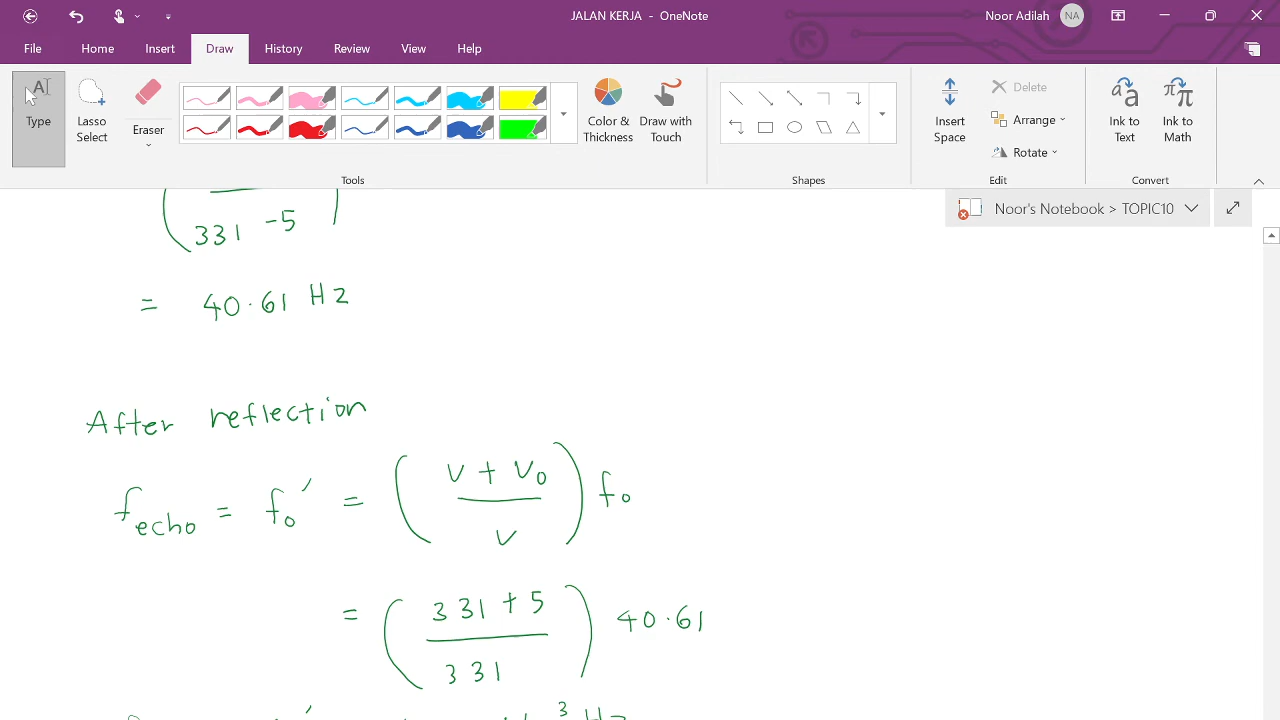 JALAN KERJA - OneNote
Noor Adilah NA
File Home Insert Draw History Review View Help
Type
Lasso Select
Eraser
Color & Thickness
Draw with Touch
Insert Space
Delete
Arrange
Rotate
Ink to Text
Ink to Math
Tools Shapes Edit Convert
Noor's Notebook > TOPIC10
331 -5
= 40.61 Hz
After reflection
f echo = fo' = ( v + vo / v ) fo
= ( 331 + 5 / 331 ) 40.61